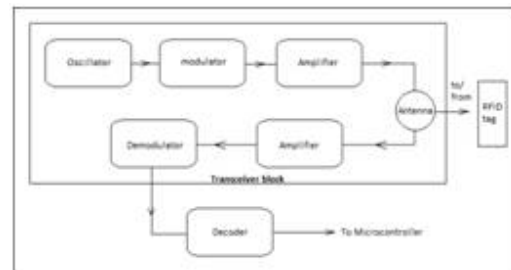 Oscillator
modulator
Amplifier
to/
from
Antenna
RFID
tag
Demodulator
Amplifier
Transceiver block
Decoder
To Microcontroller